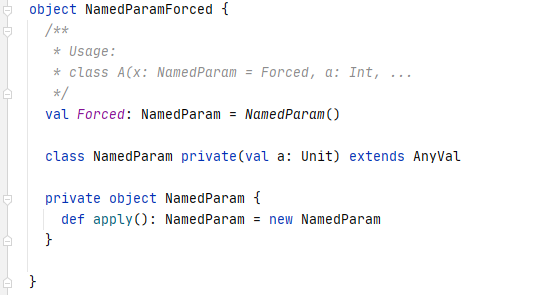 object NamedParamForced {
  /**
   * Usage:
   * class A(x: NamedParam = Forced, a: Int, ...
   */
  val Forced: NamedParam = NamedParam()
  class NamedParam private(val a: Unit) extends AnyVal
  private object NamedParam {
    def apply(): NamedParam = new NamedParam
  }
}